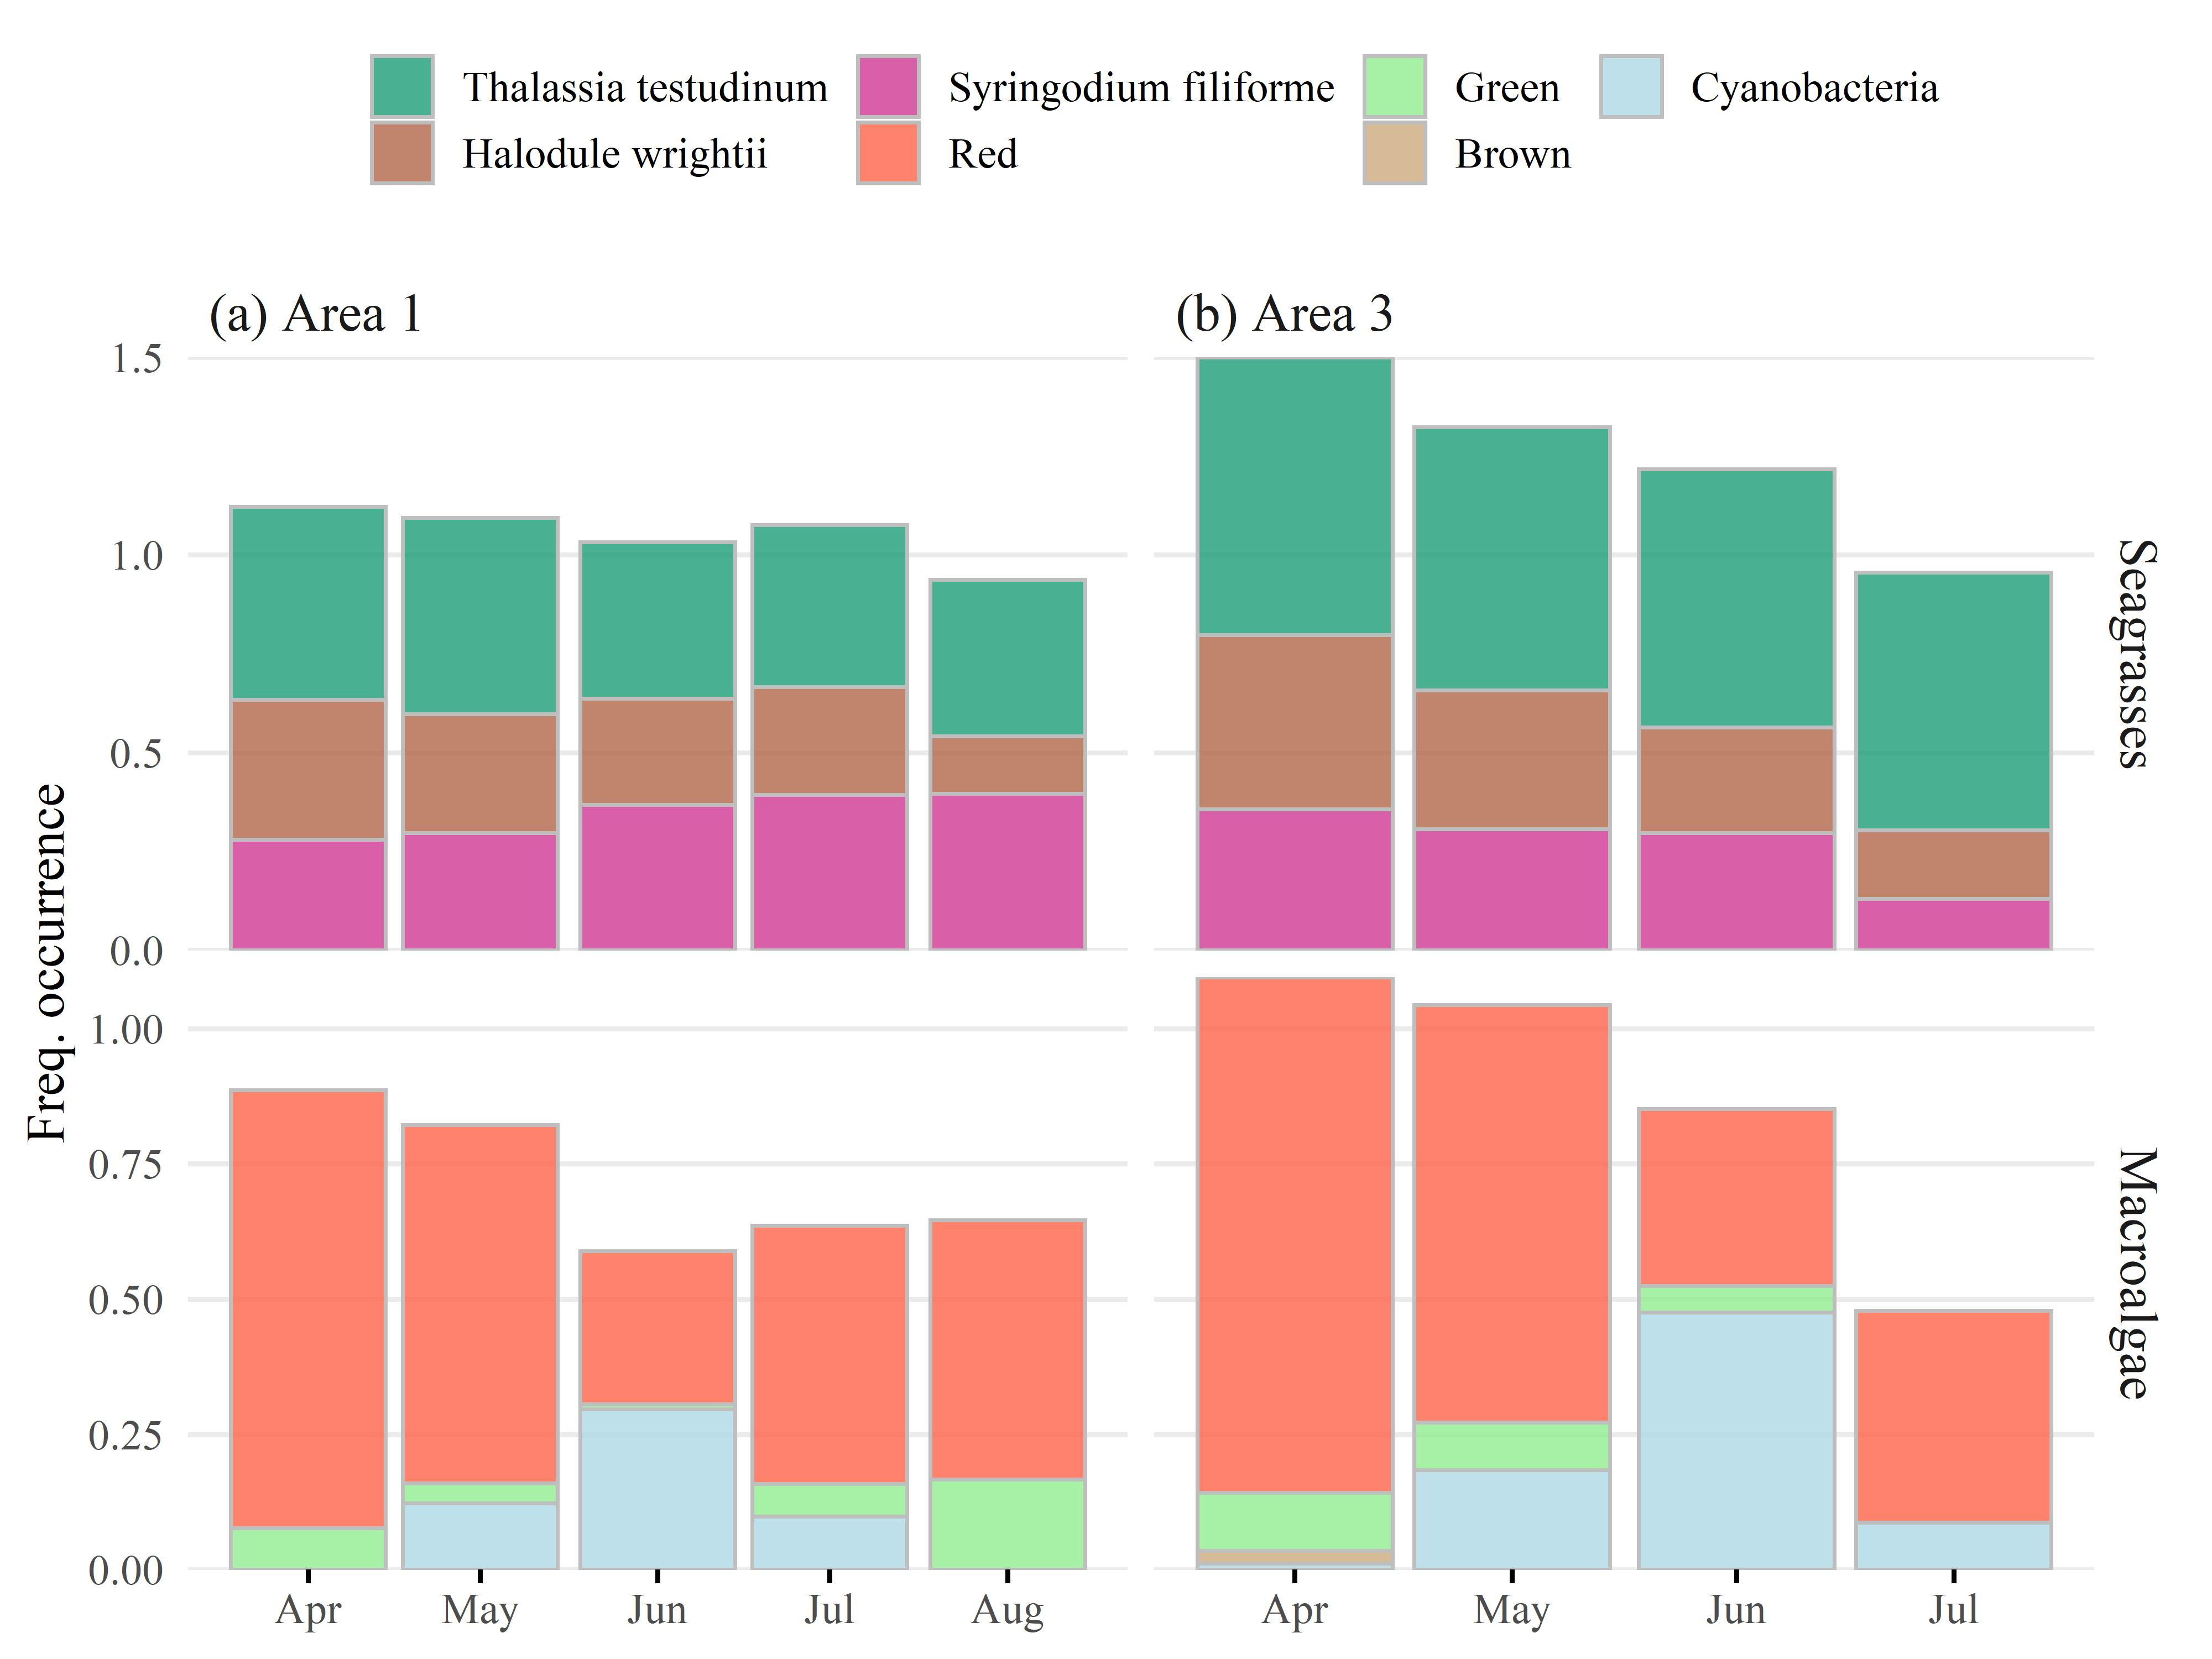 Thalassia testudinum Syringodium filiforme Green Cyanobacteria
Halodule wrightii Red Brown
(a) Area 1
(b) Area 3
1.5
1.0
0.5
0.0
Seagrasses
Freq. occurrence
1.00
0.75
0.50
0.25
0.00
Macroalgae
Apr May Jun Jul Aug
Apr May Jun Jul